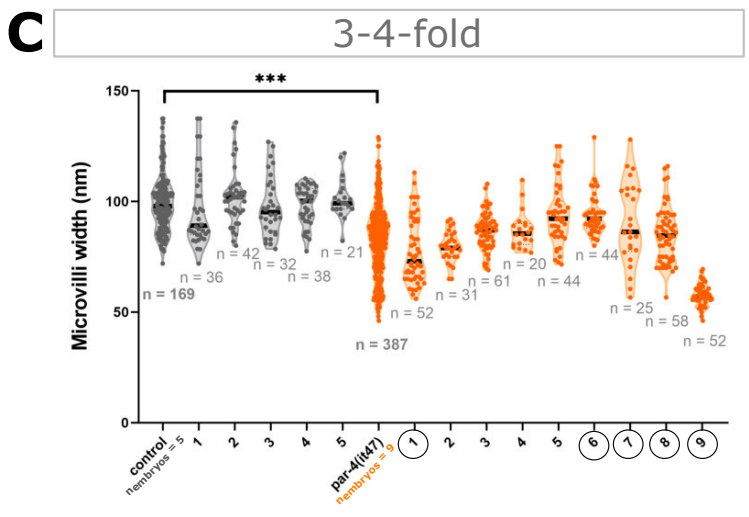 C
3-4-fold
Microvilli width (nm)
150
100
50
0
***
n = 169
n = 36
n = 42
n = 32
n = 38
n = 21
n = 387
n = 52
n = 31
n = 61
n = 20
n = 44
n = 44
n = 25
n = 58
n = 52
control
nembryos = 5
1
2
3
4
5
par-4(it47)
nembryos = 9
1
2
3
4
5
6
7
8
9